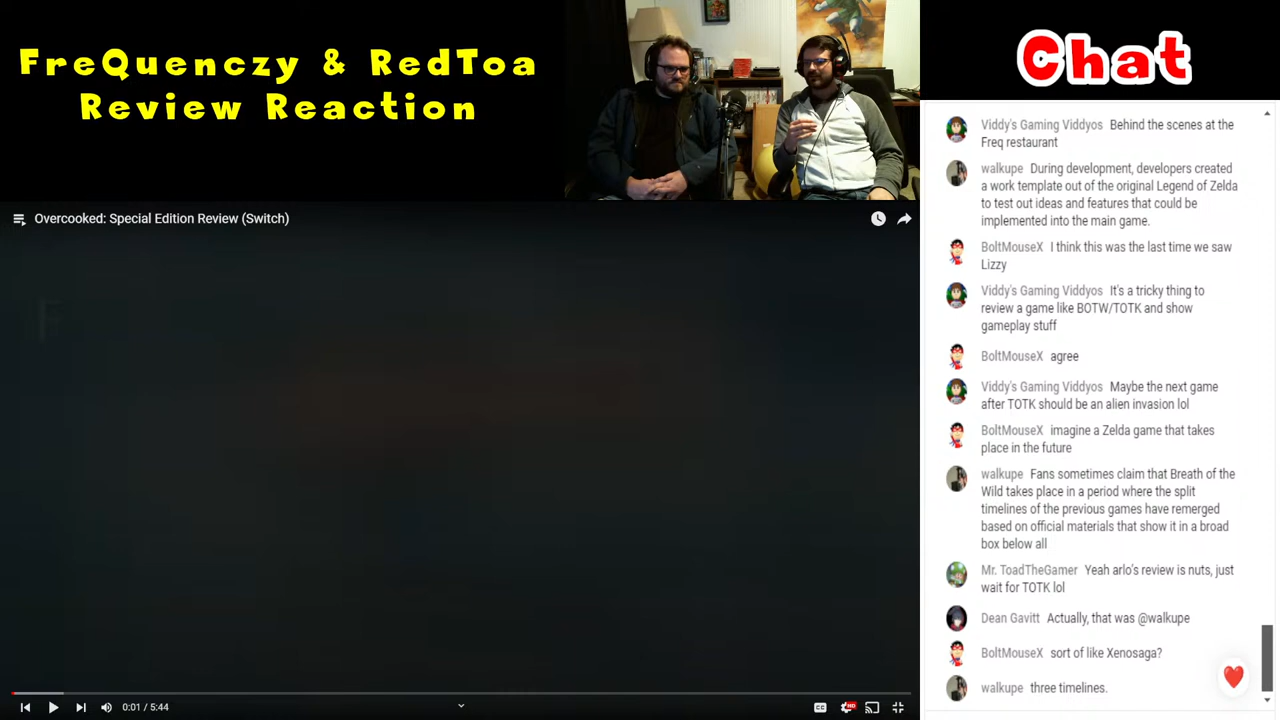 FreQuenczy & RedToa
Review Reaction
Chat
Overcooked: Special Edition Review (Switch)
0:01 / 5:44
CC
HD
Viddy's Gaming Viddyos Behind the scenes at the
Freq restaurant
walkupe During development, developers created
a work template out of the original Legend of Zelda
to test out ideas and features that could be
implemented into the main game.
BoltMouseX I think this was the last time we saw
Lizzy
Viddy's Gaming Viddyos It's a tricky thing to
review a game like BOTW/TOTK and show
gameplay stuff
BoltMouseX agree
Viddy's Gaming Viddyos Maybe the next game
after TOTK should be an alien invasion lol
BoltMouseX imagine a Zelda game that takes
place in the future
walkupe Fans sometimes claim that Breath of the
Wild takes place in a period where the split
timelines of the previous games have remerged
based on official materials that show it in a broad
box below all
Mr. ToadTheGamer Yeah arlo's review is nuts, just
wait for TOTK lol
Dean Gavitt Actually, that was @walkupe
BoltMouseX sort of like Xenosaga?
walkupe three timelines.